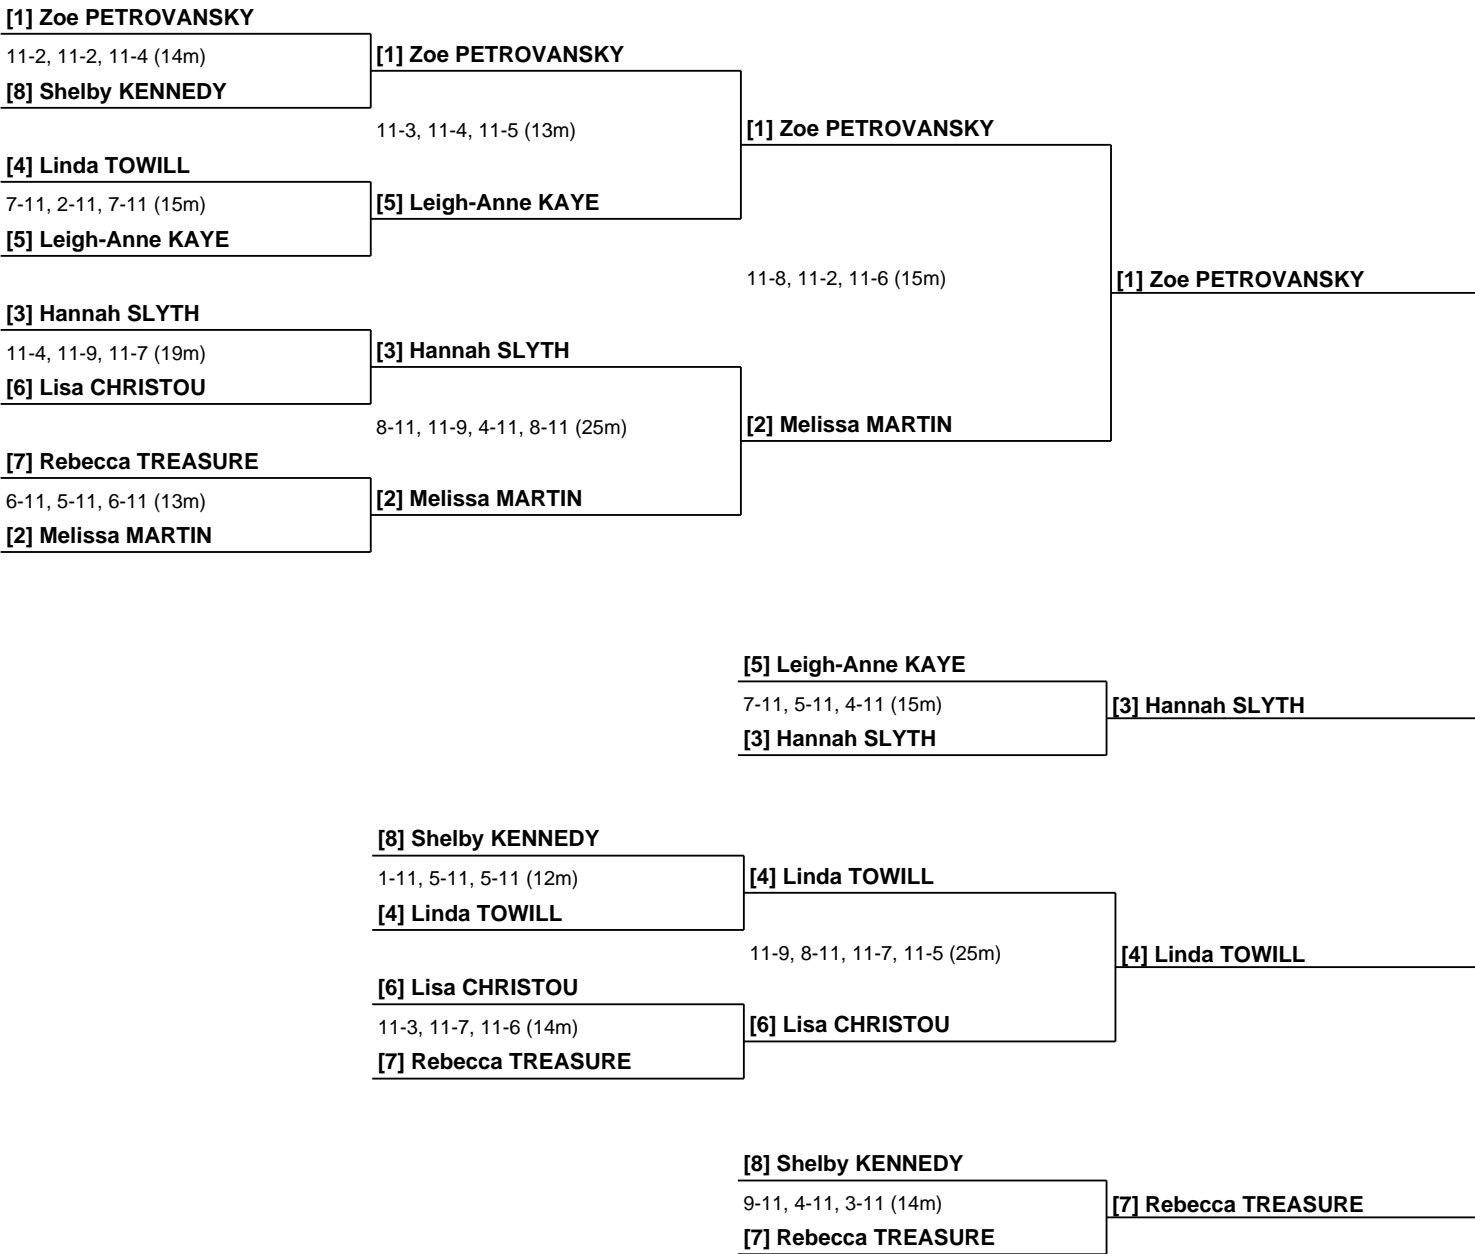 [1] Zoe PETROVANSKY
11-2, 11-2, 11-4 (14m)
[1] Zoe PETROVANSKY
[8] Shelby KENNEDY
11-3, 11-4, 11-5 (13m)
[1] Zoe PETROVANSKY
[4] Linda TOWILL
7-11, 2-11, 7-11 (15m)
[5] Leigh-Anne KAYE
[5] Leigh-Anne KAYE
11-8, 11-2, 11-6 (15m)
[1] Zoe PETROVANSKY
[3] Hannah SLYTH
11-4, 11-9, 11-7 (19m)
[3] Hannah SLYTH
[6] Lisa CHRISTOU
8-11, 11-9, 4-11, 8-11 (25m)
[2] Melissa MARTIN
[7] Rebecca TREASURE
6-11, 5-11, 6-11 (13m)
[2] Melissa MARTIN
[2] Melissa MARTIN
[5] Leigh-Anne KAYE
7-11, 5-11, 4-11 (15m)
[3] Hannah SLYTH
[3] Hannah SLYTH
[8] Shelby KENNEDY
1-11, 5-11, 5-11 (12m)
[4] Linda TOWILL
[4] Linda TOWILL
11-9, 8-11, 11-7, 11-5 (25m)
[4] Linda TOWILL
[6] Lisa CHRISTOU
11-3, 11-7, 11-6 (14m)
[6] Lisa CHRISTOU
[7] Rebecca TREASURE
[8] Shelby KENNEDY
9-11, 4-11, 3-11 (14m)
[7] Rebecca TREASURE
[7] Rebecca TREASURE